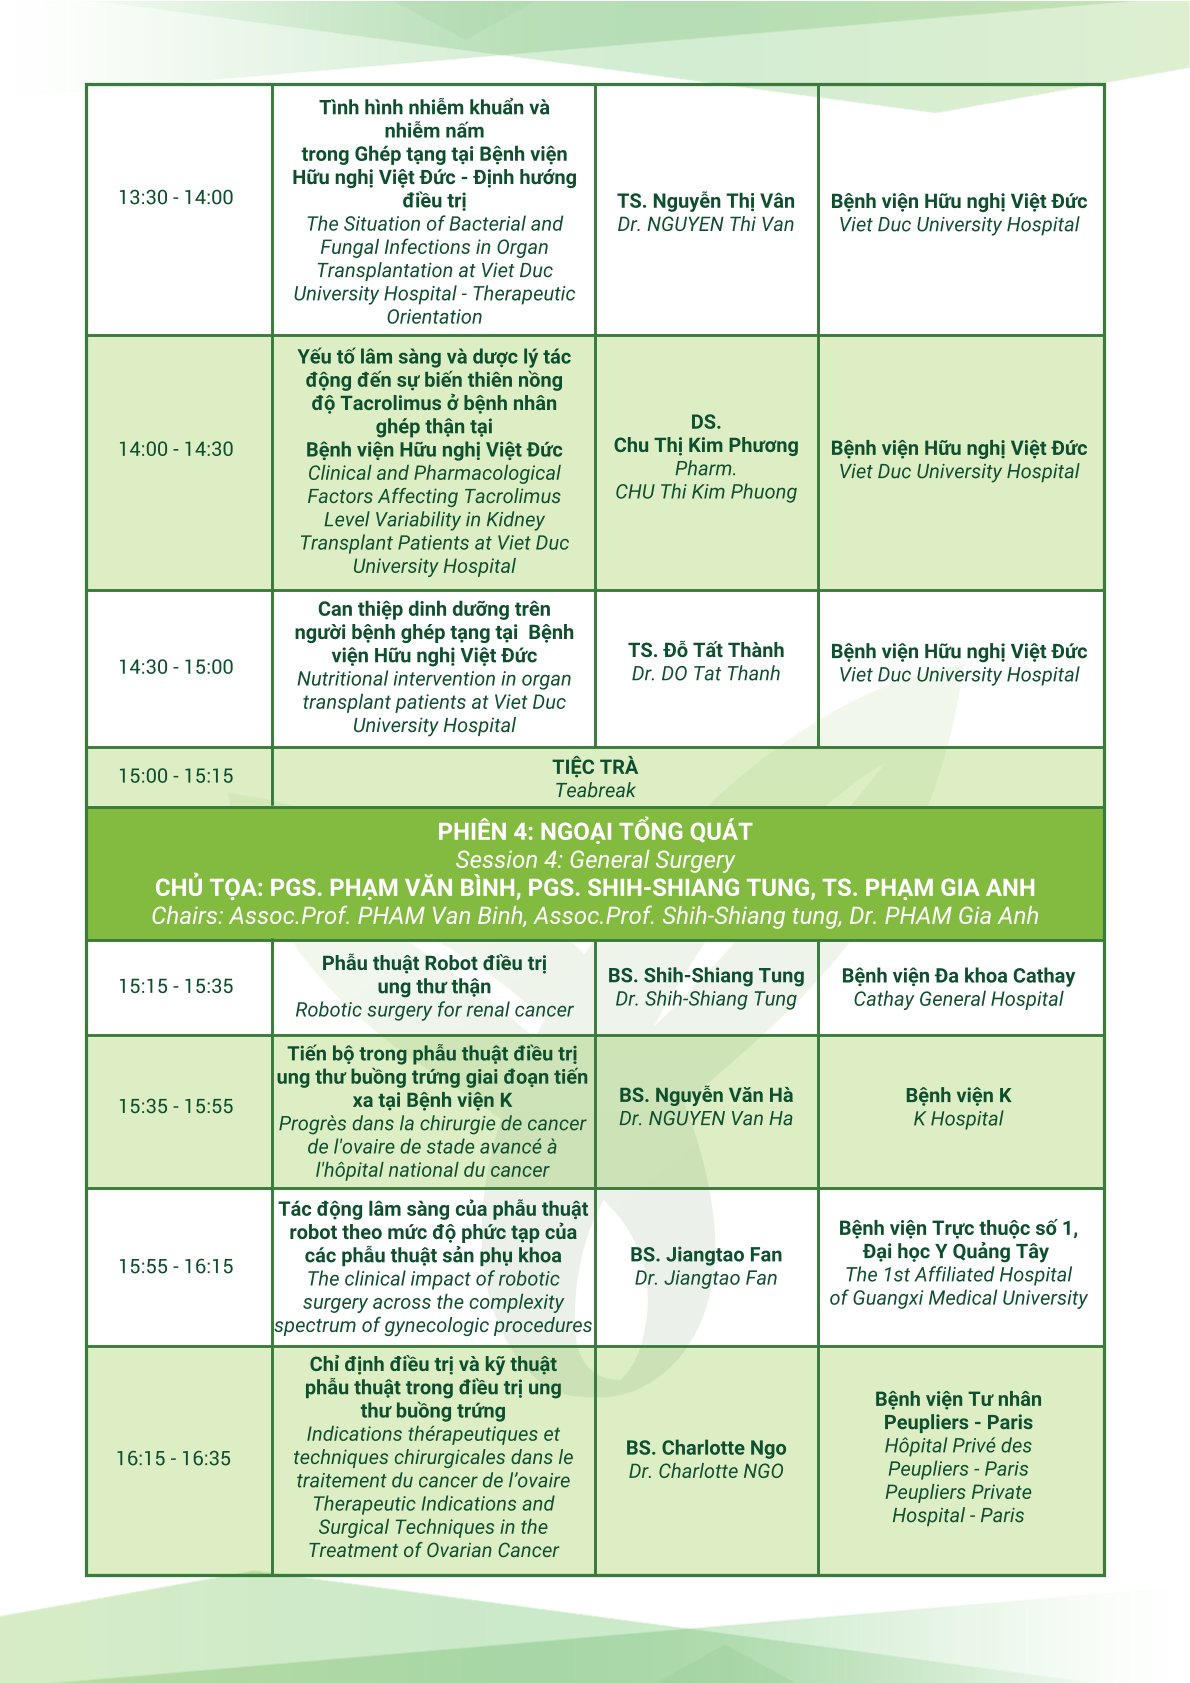 13:30 - 14:00
Tình hình nhiễm khuẩn và
nhiễm nấm
trong Ghép tạng tại Bệnh viện
Hữu nghị Việt Đức - Định hướng
điều trị
The Situation of Bacterial and
Fungal Infections in Organ
Transplantation at Viet Duc
University Hospital - Therapeutic
Orientation
TS. Nguyễn Thị Vân
Dr. NGUYEN Thi Van
Bệnh viện Hữu nghị Việt Đức
Viet Duc University Hospital
14:00 - 14:30
Yếu tố lâm sàng và dược lý tác
động đến sự biến thiên nồng
độ Tacrolimus ở bệnh nhân
ghép thận tại
Bệnh viện Hữu nghị Việt Đức
Clinical and Pharmacological
Factors Affecting Tacrolimus
Level Variability in Kidney
Transplant Patients at Viet Duc
University Hospital
DS.
Chu Thị Kim Phương
Pharm.
CHU Thi Kim Phuong
Bệnh viện Hữu nghị Việt Đức
Viet Duc University Hospital
14:30 - 15:00
Can thiệp dinh dưỡng trên
người bệnh ghép tạng tại Bệnh
viện Hữu nghị Việt Đức
Nutritional intervention in organ
transplant patients at Viet Duc
University Hospital
TS. Đỗ Tất Thành
Dr. DO Tat Thanh
Bệnh viện Hữu nghị Việt Đức
Viet Duc University Hospital
15:00 - 15:15
TIỆC TRÀ
Teabreak
PHIÊN 4: NGOẠI TỔNG QUÁT
Session 4: General Surgery
CHỦ TỌA: PGS. PHẠM VĂN BÌNH, PGS. SHIH-SHIANG TUNG, TS. PHẠM GIA ANH
Chairs: Assoc.Prof. PHAM Van Binh, Assoc.Prof. Shih-Shiang tung, Dr. PHAM Gia Anh
15:15 - 15:35
Phẫu thuật Robot điều trị
ung thư thận
Robotic surgery for renal cancer
BS. Shih-Shiang Tung
Dr. Shih-Shiang Tung
Bệnh viện Đa khoa Cathay
Cathay General Hospital
15:35 - 15:55
Tiến bộ trong phẫu thuật điều trị
ung thư buồng trứng giai đoạn tiến
xa tại Bệnh viện K
Progrès dans la chirurgie de cancer
de l'ovaire de stade avancé à
l'hôpital national du cancer
BS. Nguyễn Văn Hà
Dr. NGUYEN Van Ha
Bệnh viện K
K Hospital
15:55 - 16:15
Tác động lâm sàng của phẫu thuật
robot theo mức độ phức tạp của
các phẫu thuật sản phụ khoa
The clinical impact of robotic
surgery across the complexity
spectrum of gynecologic procedures
BS. Jiangtao Fan
Dr. Jiangtao Fan
Bệnh viện Trực thuộc số 1,
Đại học Y Quảng Tây
The 1st Affiliated Hospital
of Guangxi Medical University
16:15 - 16:35
Chỉ định điều trị và kỹ thuật
phẫu thuật trong điều trị ung
thư buồng trứng
Indications thérapeutiques et
techniques chirurgicales dans le
traitement du cancer de l’ovaire
Therapeutic Indications and
Surgical Techniques in the
Treatment of Ovarian Cancer
BS. Charlotte Ngo
Dr. Charlotte NGO
Bệnh viện Tư nhân
Peupliers - Paris
Hôpital Privé des
Peupliers - Paris
Peupliers Private
Hospital - Paris